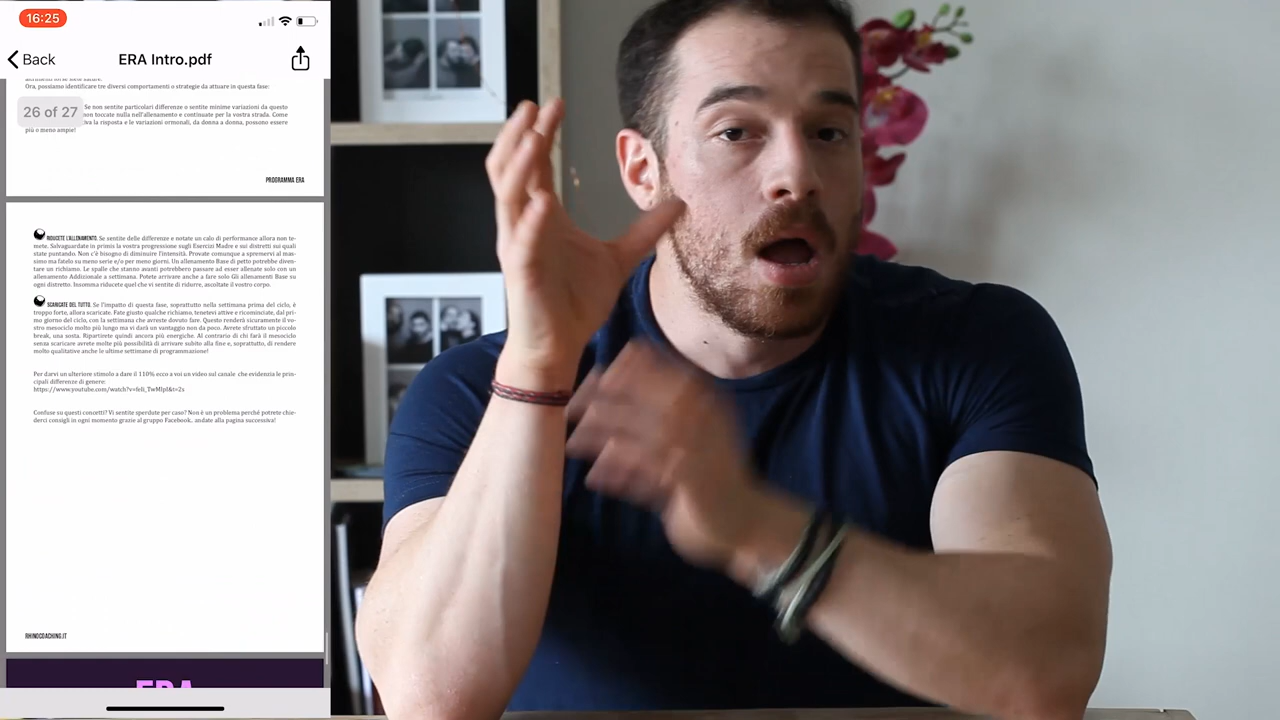 16:25
Back
ERA Intro.pdf
Ora, possiamo identificare tre diversi comportamenti o strategie da attuare in questa fase:
26 of 27
Se non sentite particolari differenze o sentite minime variazioni da questo
non toccate nulla nell'allenamento e continuate per la vostra strada. Come
la risposta e le variazioni ormonali, da donna a donna, possono essere
più o meno ampie!
PROGRAMMA ERA
RIDUCETE L'ALLENAMENTO. Se sentite delle differenze e notate un calo di performance allora non te-
mete. Salvaguardate in primis la vostra progressione sugli Esercizi Madre e sui distretti sui quali
state puntando. Non c'è bisogno di diminuire l'intensità. Provate comunque a spremervi al mas-
simo ma fatelo su meno serie e/o per meno giorni. Un allenamento Base di petto potrebbe diven-
tare un richiamo. Le spalle che stanno avanti potrebbero passare ad esser allenate solo con un
allenamento Addizionale a settimana. Potete arrivare anche a fare solo Gli allenamenti Base su
ogni distretto. Insomma riducete quel che vi sentite di ridurre, ascoltate il vostro corpo.
SCARICATE DEL TUTTO. Se l'impatto di questa fase, soprattutto nella settimana prima del ciclo, è
troppo forte, allora scaricate. Fate giusto qualche richiamo, tenetevi attive e ricominciate, dal pri-
mo giorno del ciclo, con la settimana che avreste dovuto fare. Questo renderà sicuramente il vo-
stro mesociclo molto più lungo ma vi darà un vantaggio non da poco. Avrete sfruttato un piccolo
break, una sosta. Ripartirete quindi ancora più energiche. Al contrario di chi farà il mesociclo
senza scaricare avrete molte più possibilità di arrivare subito alla fine e, soprattutto, di rendere
molto qualitative anche le ultime settimane di programmazione!
Per darvi un ulteriore stimolo a dare il 110% ecco a voi un video sul canale che evidenzia le prin-
cipali differenze di genere:
Confuse su questi concetti? Vi sentite sperdute per caso? Non è un problema perché potrete chie-
derci consigli in ogni momento grazie al gruppo Facebook.. andate alla pagina successiva!
RHINOCOACHING.IT
ERA